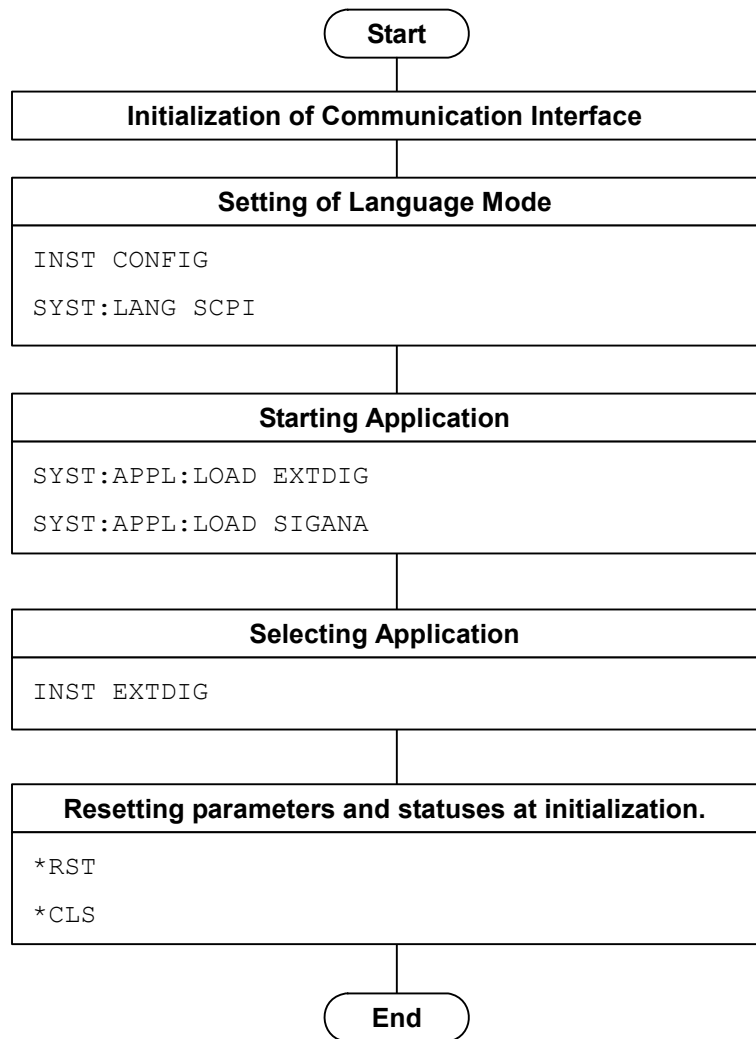 Start
Initialization of Communication Interface
Setting of Language Mode
INST CONFIG
SYST:LANG SCPI
Starting Application
SYST:APPL:LOAD EXTDIG
SYST:APPL:LOAD SIGANA
Selecting Application
INST EXTDIG
Resetting parameters and statuses at initialization.
*RST
*CLS
End